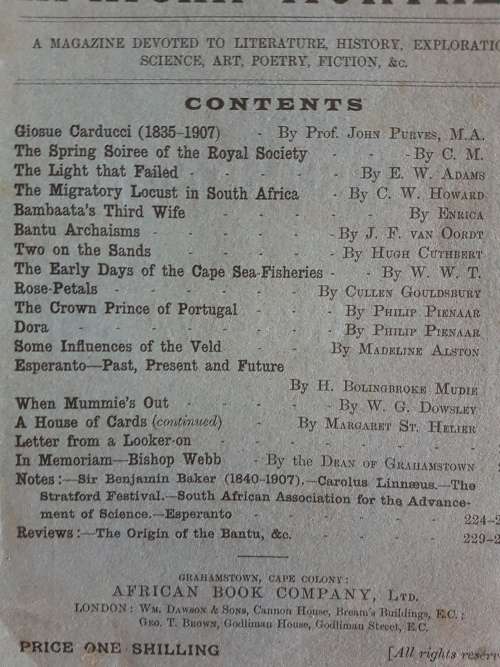 A MAGAZINE DEVOTED TO LITERATURE, HISTORY,
SCIENCE, ART, POETRY, FICTION, &c.
CONTENTS
Giosue Carducci (1835–1907) - By Prof. John Purves, M.A.
The Spring Soiree of the Royal Society - - - By C. M.
The Light that Failed - - - - - By E. W. Adams
The Migratory Locust in South Africa - By C. W. Howard
Bambaata's Third Wife - - - - - By Enrica
Bantu Archaisms - - - - - By J. F. van Oordt
Two on the Sands - - - - - By Hugh Cuthbert
The Early Days of the Cape Sea-Fisheries - - By W. W. T.
Rose-Petals - - - - - By Cullen Gouldsbury
The Crown Prince of Portugal - - - By Philip Pienaar
Dora - - - - - - - By Philip Pienaar
Some Influences of the Veld - - - By Madeline Alston
Esperanto—Past, Present and Future
By H. Bolingbroke Mudie
When Mummie's Out - - - - - By W. G. Dowsley
A House of Cards (continued) - - By Margaret St. Helier
Letter from a Looker-on - - - - - -
In Memoriam—Bishop Webb - By the Dean of Grahamstown
Notes:—Sir Benjamin Baker (1840–1907).—Carolus Linnæus.—The
Stratford Festival.—South African Association for the Advance-
ment of Science.—Esperanto - - - - - 224–2
Reviews:—The Origin of the Bantu, &c. - - - - 229–2
GRAHAMSTOWN, CAPE COLONY:
AFRICAN BOOK COMPANY, Ltd.
LONDON: Wm. Dawson & Sons, Cannon House, Bream's Buildings, E.C.;
Geo. T. Brown, Godliman House, Godliman Street, E.C.
PRICE ONE SHILLING [All rights